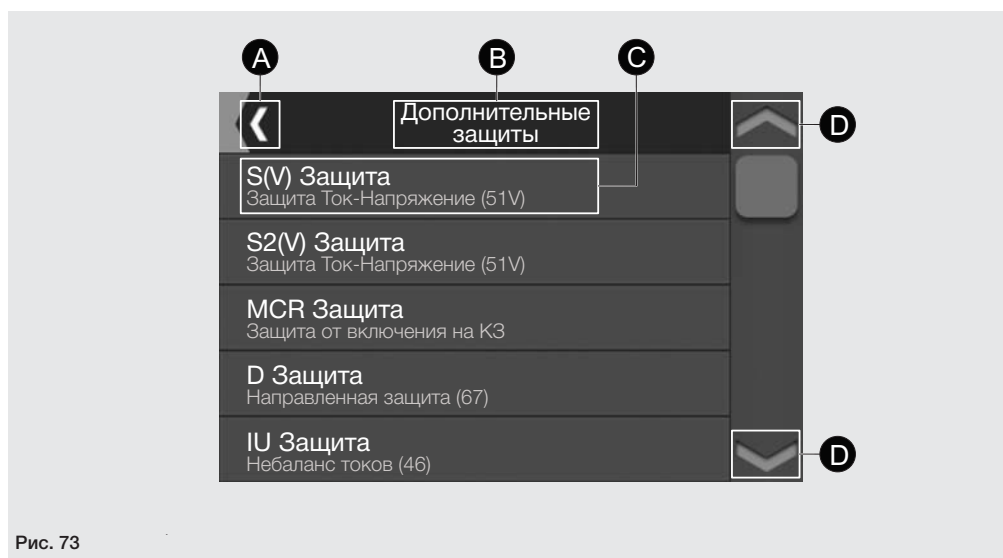 A
B
C
Дополнительные
защиты
D
S(V) Защита
Защита Ток-Напряжение (51V)
S2(V) Защита
Защита Ток-Напряжение (51V)
MCR Защита
Защита от включения на КЗ
D Защита
Направленная защита (67)
IU Защита
Небаланс токов (46)
D
Рис. 73